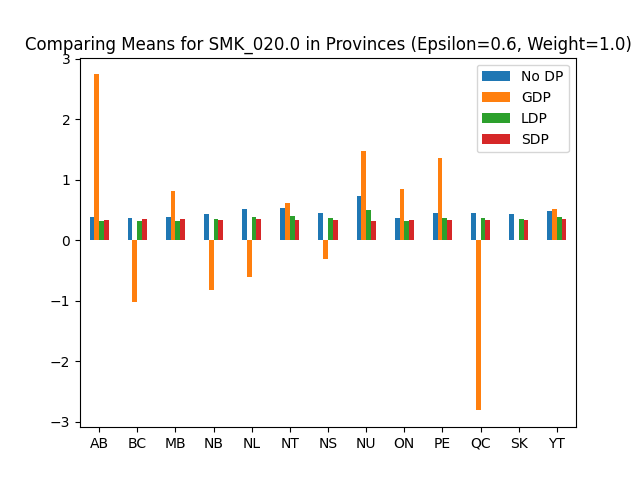 Comparing Means for SMK_020.0 in Provinces (Epsilon=0.6, Weight=1.0)
No DP
GDP
LDP
SDP
3
2
1
0
−1
−2
−3
AB BC MB NB NL NT NS NU ON PE QC SK YT